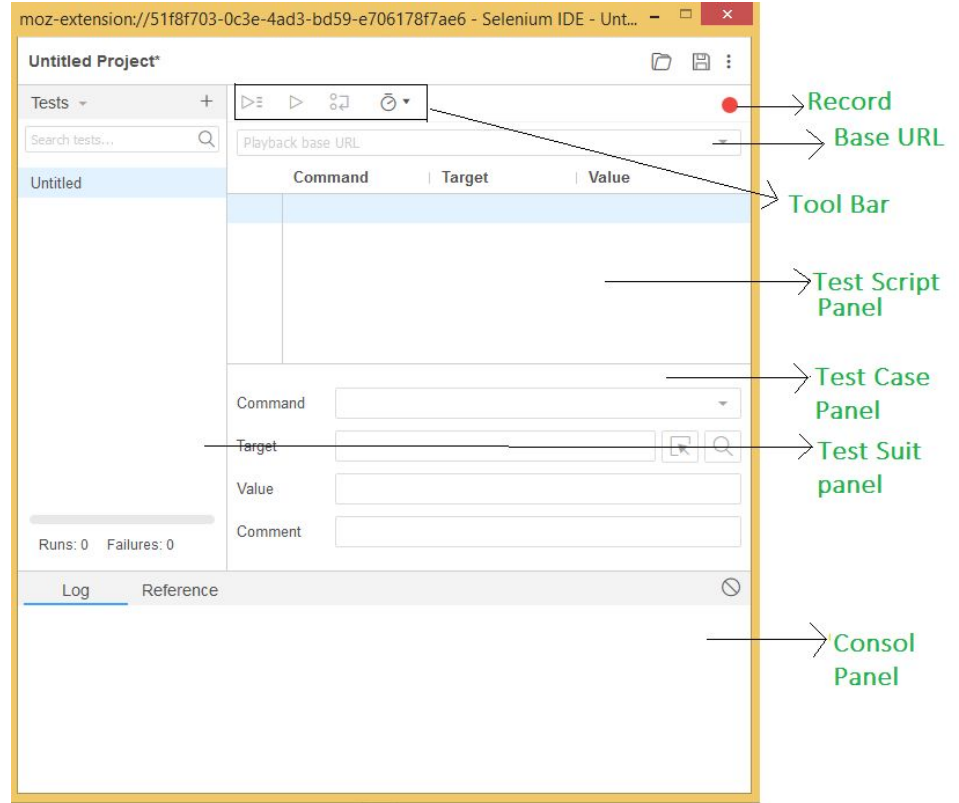 moz-extension://51f8f703-0c3e-4ad3-bd59-e706178f7ae6 - Selenium IDE - Unt...
Untitled Project*
Tests
Search tests...
Untitled
Runs: 0 Failures: 0
Playback base URL
Command Target Value
Command
Target
Value
Comment
Log Reference
Record
Base URL
Tool Bar
Test Script
Panel
Test Case
Panel
Test Suit
panel
Consol
Panel